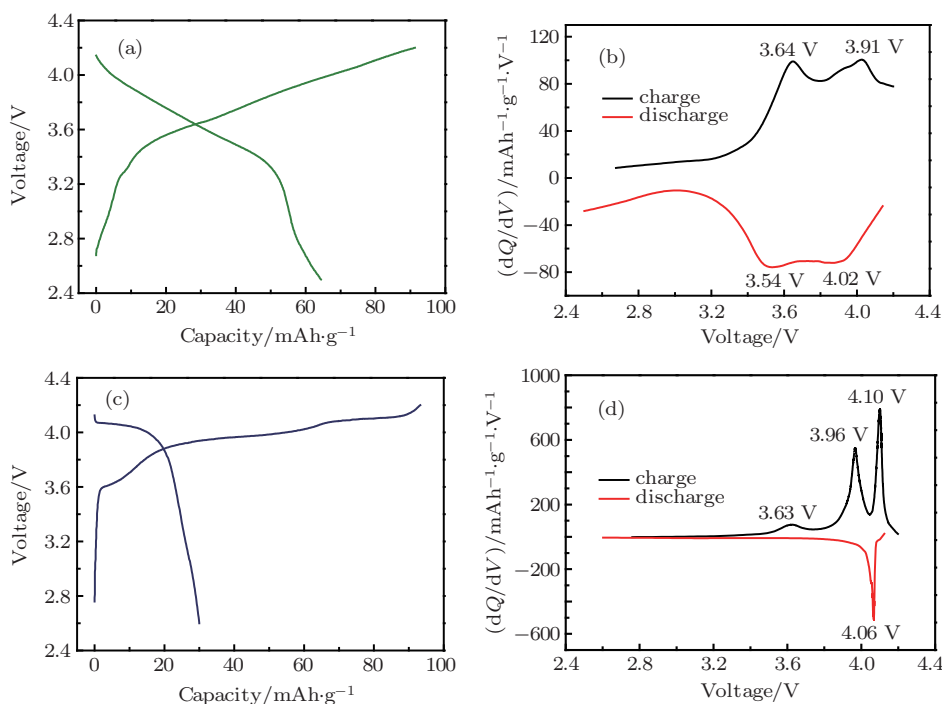 (a)
4.4
4.0
3.6
3.2
2.8
2.4
Voltage/V
0 20 40 60 80 100
Capacity/mAh·g⁻¹
(b)
3.64 V 3.91 V
charge
discharge
3.54 V 4.02 V
120
80
40
0
−40
−80
(dQ/dV)/mAh⁻¹·g⁻¹·V⁻¹
2.4 2.8 3.2 3.6 4.0 4.4
Voltage/V
(c)
4.4
4.0
3.6
3.2
2.8
2.4
Voltage/V
0 20 40 60 80 100
Capacity/mAh·g⁻¹
(d)
4.10 V
3.96 V
charge
discharge
3.63 V
4.06 V
1000
600
200
−200
−600
(dQ/dV)/mAh⁻¹·g⁻¹·V⁻¹
2.4 2.8 3.2 3.6 4.0 4.4
Voltage/V